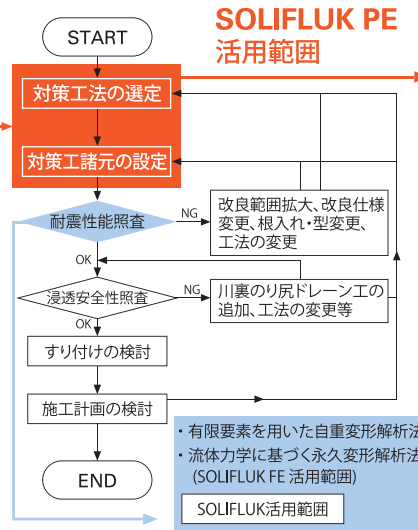 SOLIFLUK PE
活用範囲
START
対策工法の選定
対策工諸元の設定
耐震性能照査
NG
改良範囲拡大、改良仕様
変更、根入れ・型変更、
工法の変更
OK
浸透安全性照査
NG
川裏のり尻ドレーン工の
追加、工法の変更等
OK
すり付けの検討
施工計画の検討
END
・有限要素を用いた自重変形解析法
・流体力学に基づく永久変形解析法
(SOLIFLUK FE 活用範囲)
SOLIFLUK活用範囲